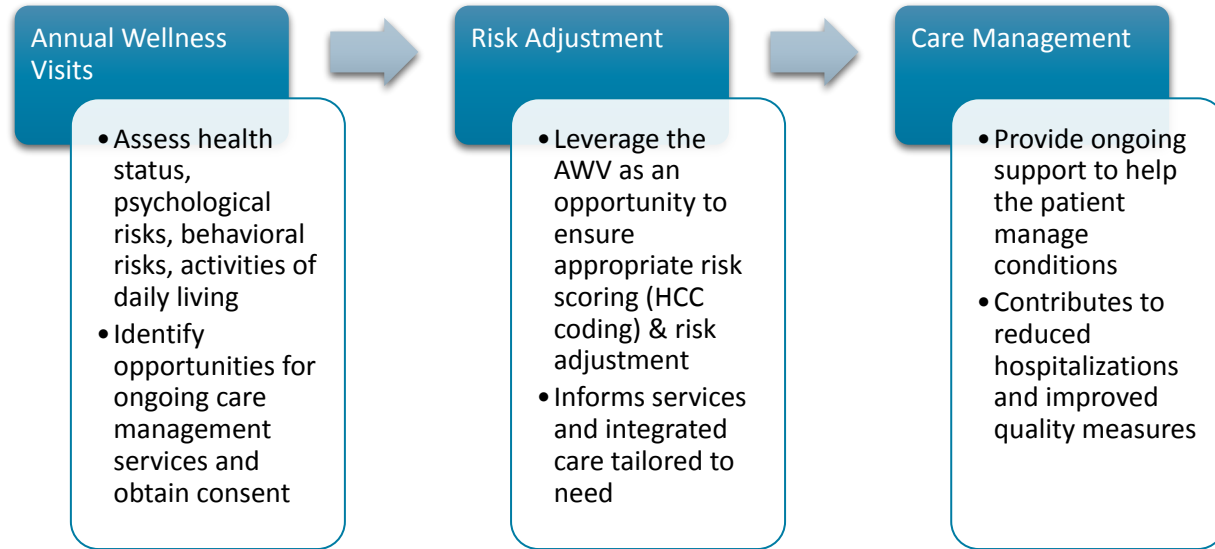 Annual Wellness
Visits
• Assess health
status,
psychological
risks, behavioral
risks, activities of
daily living
• Identify
opportunities for
ongoing care
management
services and
obtain consent
Risk Adjustment
• Leverage the
AWV as an
opportunity to
ensure
appropriate risk
scoring (HCC
coding) & risk
adjustment
• Informs services
and integrated
care tailored to
need
Care Management
• Provide ongoing
support to help
the patient
manage
conditions
• Contributes to
reduced
hospitalizations
and improved
quality measures